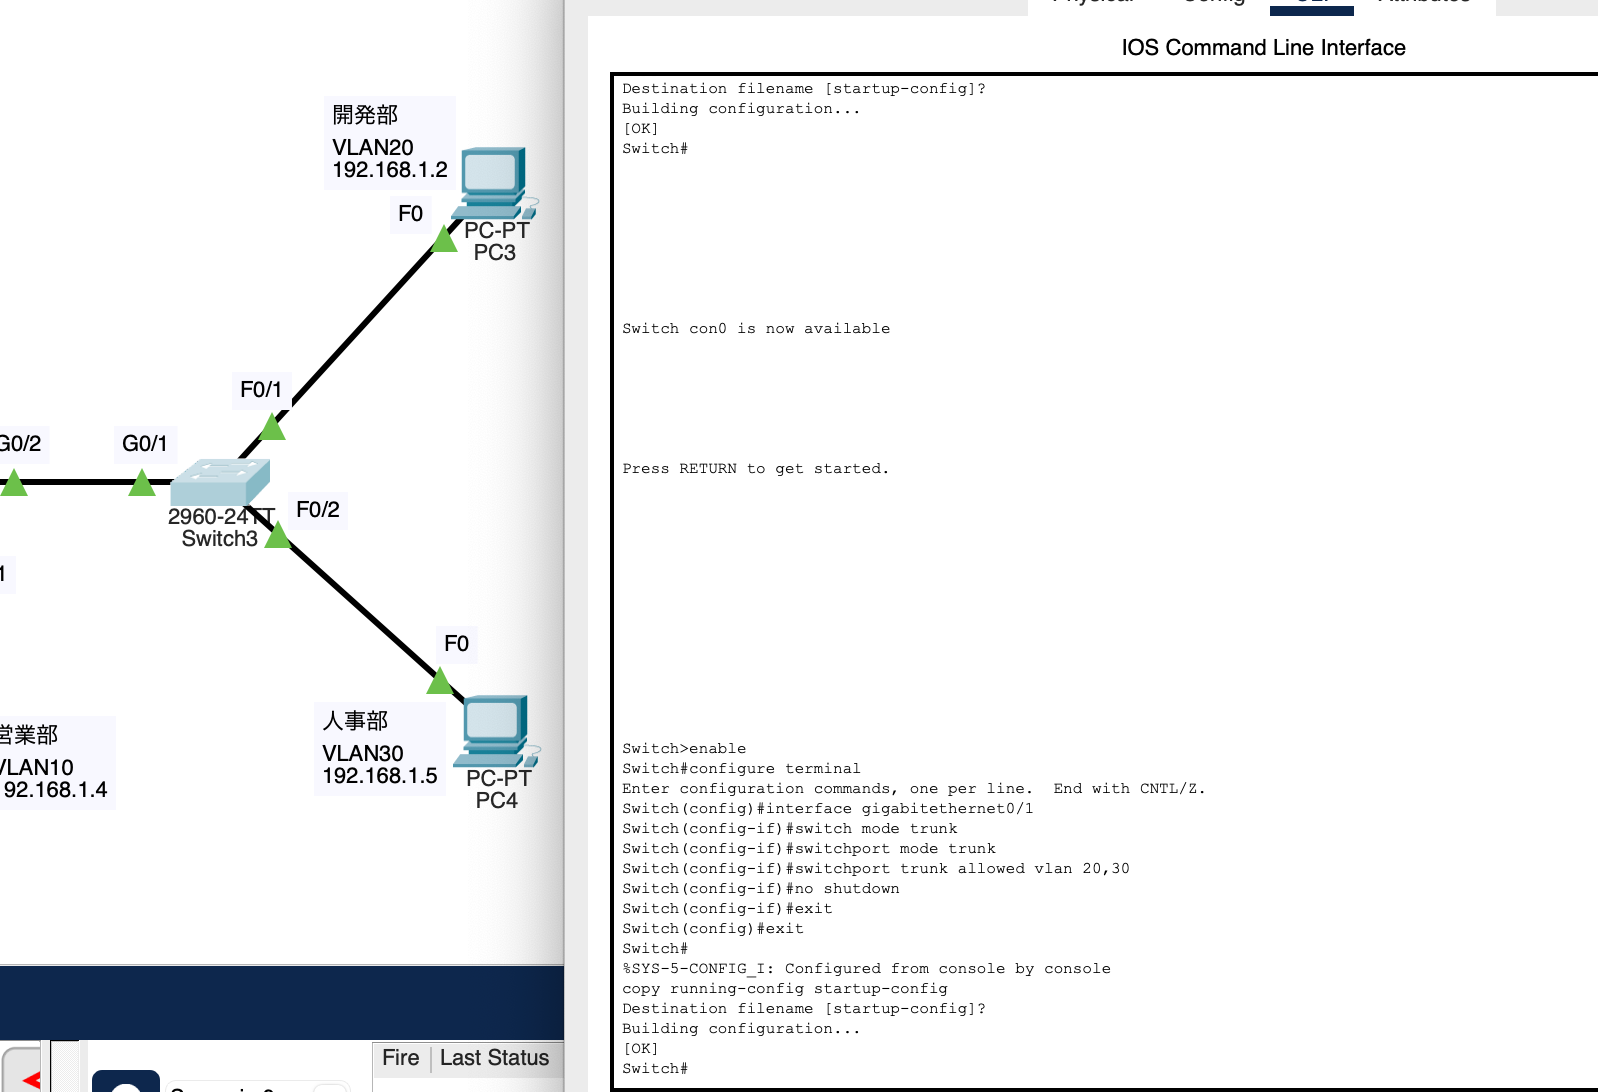 開発部
VLAN20
192.168.1.2
F0
PC-PT
PC3
F0/1
G0/2
G0/1
2960-24TT
Switch3
F0/2
F0
人事部
VLAN30
192.168.1.5
PC-PT
PC4
営業部
VLAN10
92.168.1.4
Fire
Last Status
IOS Command Line Interface
Destination filename [startup-config]?
Building configuration...
[OK]
Switch#
Switch con0 is now available
Press RETURN to get started.
Switch>enable
Switch#configure terminal
Enter configuration commands, one per line.  End with CNTL/Z.
Switch(config)#interface gigabitethernet0/1
Switch(config-if)#switch mode trunk
Switch(config-if)#switchport mode trunk
Switch(config-if)#switchport trunk allowed vlan 20,30
Switch(config-if)#no shutdown
Switch(config-if)#exit
Switch(config)#exit
Switch#
%SYS-5-CONFIG_I: Configured from console by console
copy running-config startup-config
Destination filename [startup-config]?
Building configuration...
[OK]
Switch#